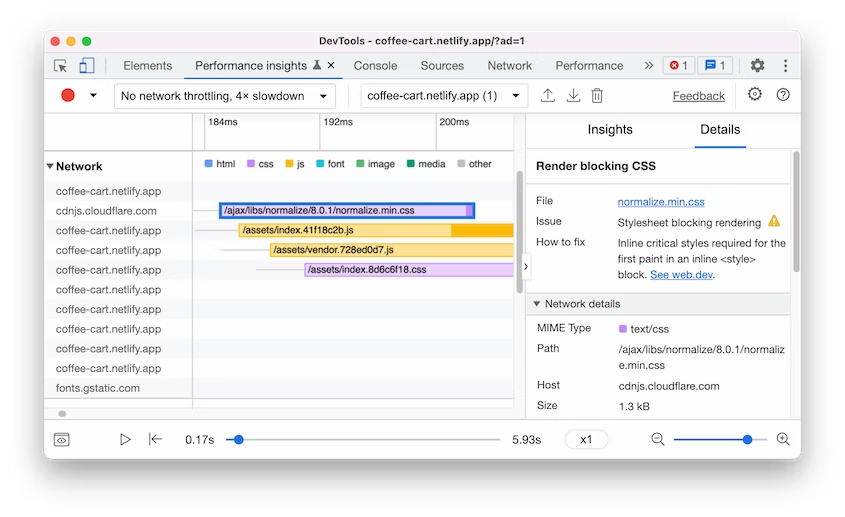 DevTools - coffee-cart.netlify.app/?ad=1
Elements Performance insights Console Sources Network Performance » 1 1
No network throttling, 4× slowdown coffee-cart.netlify.app (1) Feedback
184ms 192ms 200ms
Insights Details
Network
html css js font image media other
Render blocking CSS
coffee-cart.netlify.app
cdnjs.cloudflare.com /ajax/libs/normalize/8.0.1/normalize.min.css
coffee-cart.netlify.app /assets/index.41f18c2b.js
coffee-cart.netlify.app /assets/vendor.728ed0d7.js
coffee-cart.netlify.app /assets/index.8d6c6f18.css
coffee-cart.netlify.app
coffee-cart.netlify.app
coffee-cart.netlify.app
coffee-cart.netlify.app
coffee-cart.netlify.app
fonts.gstatic.com
File normalize.min.css
Issue Stylesheet blocking rendering
How to fix Inline critical styles required for the
first paint in an inline <style>
block. See web.dev.
Network details
MIME Type text/css
Path /ajax/libs/normalize/8.0.1/normaliz
e.min.css
Host cdnjs.cloudflare.com
Size 1.3 kB
0.17s 5.93s x1